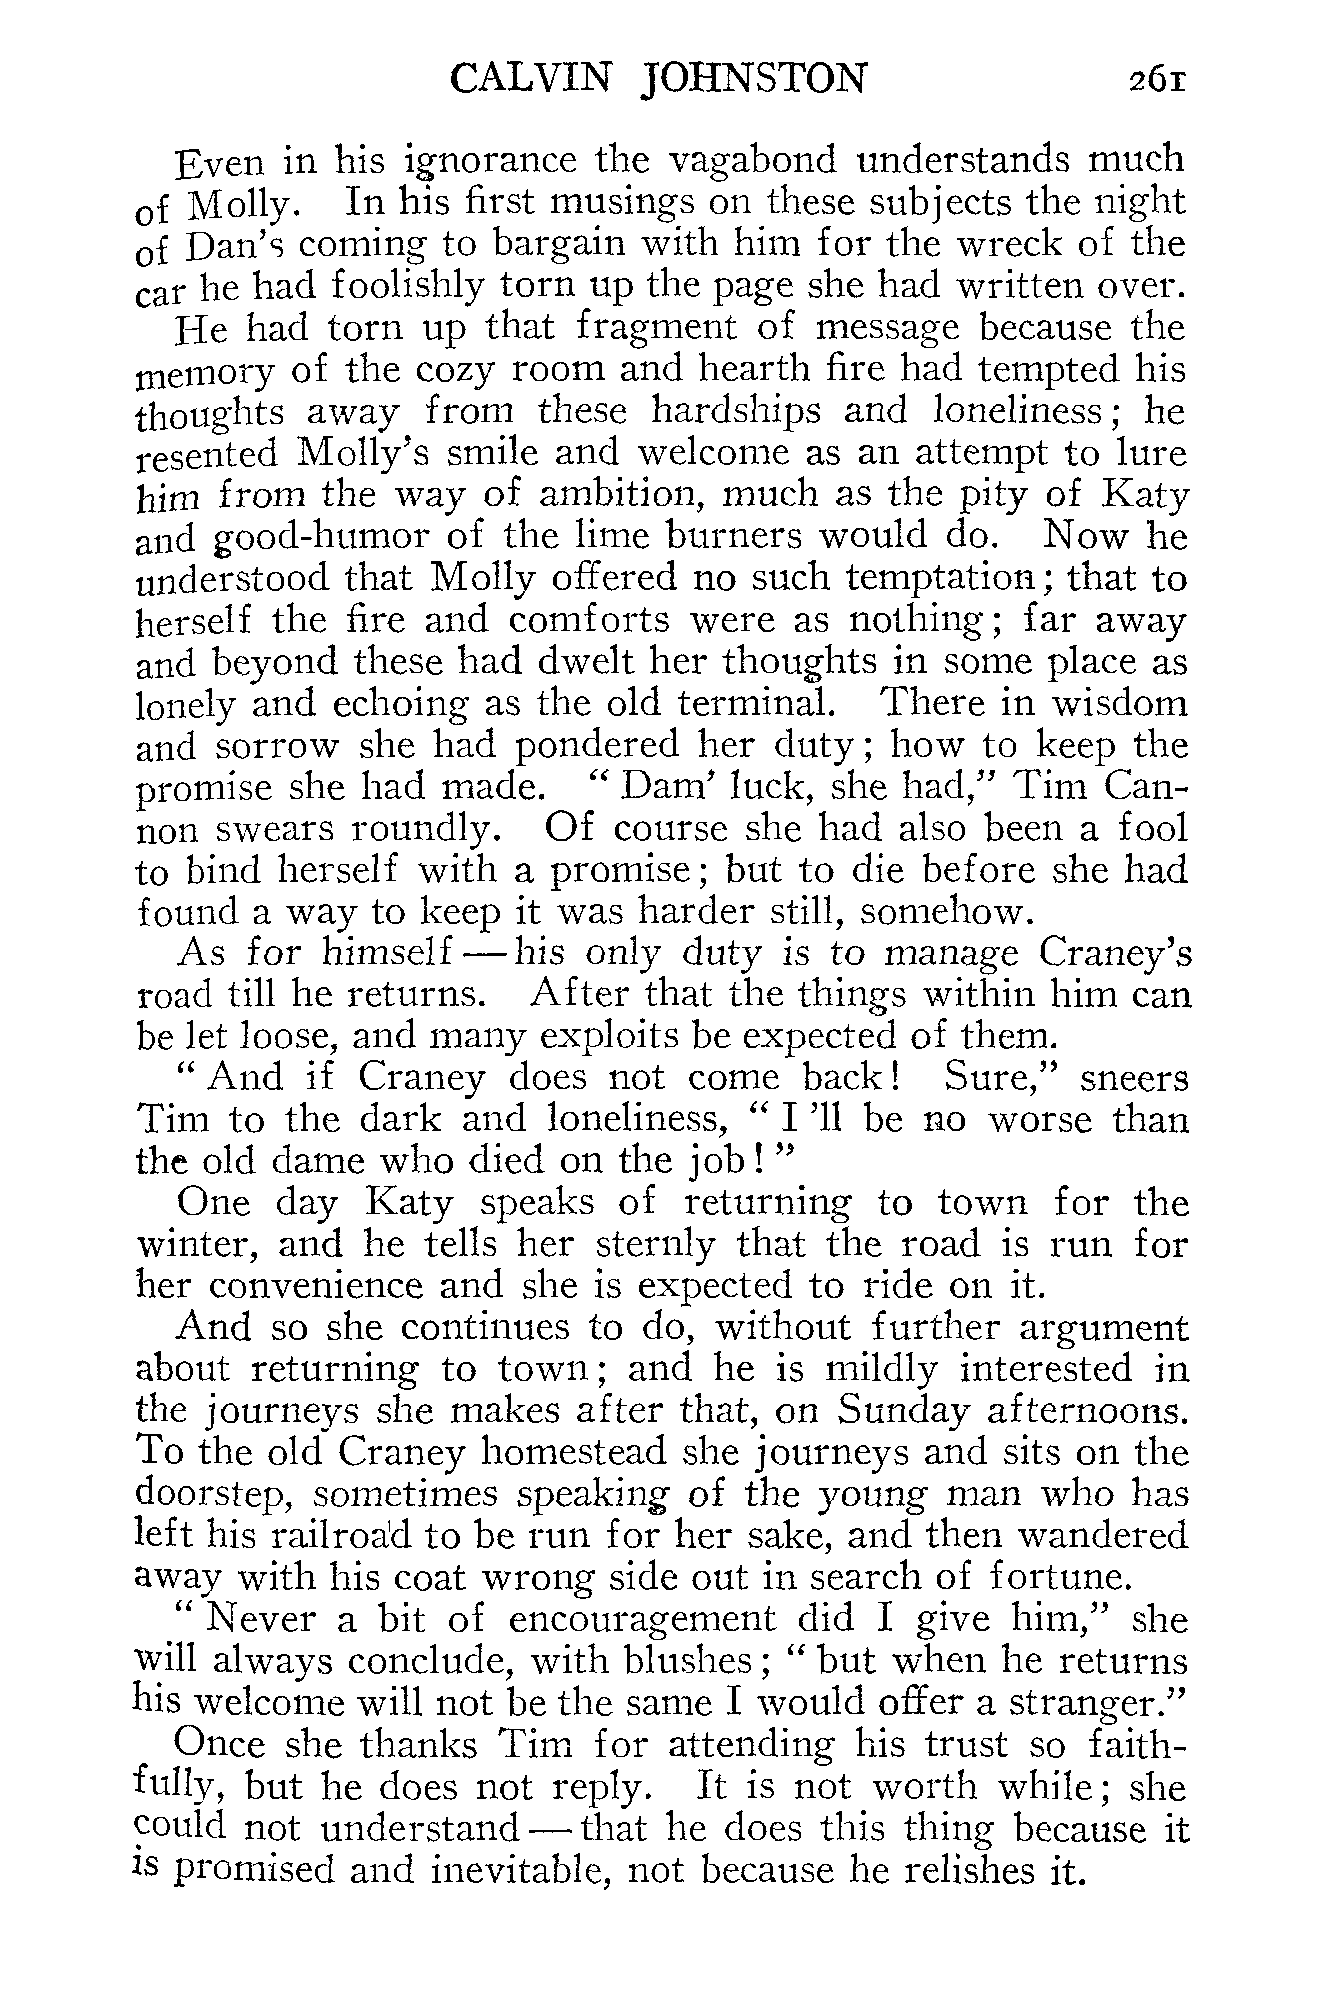 CALVIN JOHNSTON 261
Even in his ignorance the vagabond understands much
of Molly. In his first musings on these subjects the night
of Dan's coming to bargain with him for the wreck of the
car he had foolishly torn up the page she had written over.
He had torn up that fragment of message because the
memory of the cozy room and hearth fire had tempted his
thoughts away from these hardships and loneliness; he
resented Molly's smile and welcome as an attempt to lure
him from the way of ambition, much as the pity of Katy
and good-humor of the lime burners would do. Now he
understood that Molly offered no such temptation; that to
herself the fire and comforts were as nothing; far away
and beyond these had dwelt her thoughts in some place as
lonely and echoing as the old terminal. There in wisdom
and sorrow she had pondered her duty; how to keep the
promise she had made. "Dam' luck, she had," Tim Can-
non swears roundly. Of course she had also been a fool
to bind herself with a promise; but to die before she had
found a way to keep it was harder still, somehow.
As for himself—his only duty is to manage Craney's
road till he returns. After that the things within him can
be let loose, and many exploits be expected of them.
"And if Craney does not come back! Sure," sneers
Tim to the dark and loneliness, "I'll be no worse than
the old dame who died on the job!"
One day Katy speaks of returning to town for the
winter, and he tells her sternly that the road is run for
her convenience and she is expected to ride on it.
And so she continues to do, without further argument
about returning to town; and he is mildly interested in
the journeys she makes after that, on Sunday afternoons.
To the old Craney homestead she journeys and sits on the
doorstep, sometimes speaking of the young man who has
left his railroad to be run for her sake, and then wandered
away with his coat wrong side out in search of fortune.
"Never a bit of encouragement did I give him," she
will always conclude, with blushes; "but when he returns
his welcome will not be the same I would offer a stranger."
Once she thanks Tim for attending his trust so faith-
fully, but he does not reply. It is not worth while; she
could not understand—that he does this thing because it
is promised and inevitable, not because he relishes it.